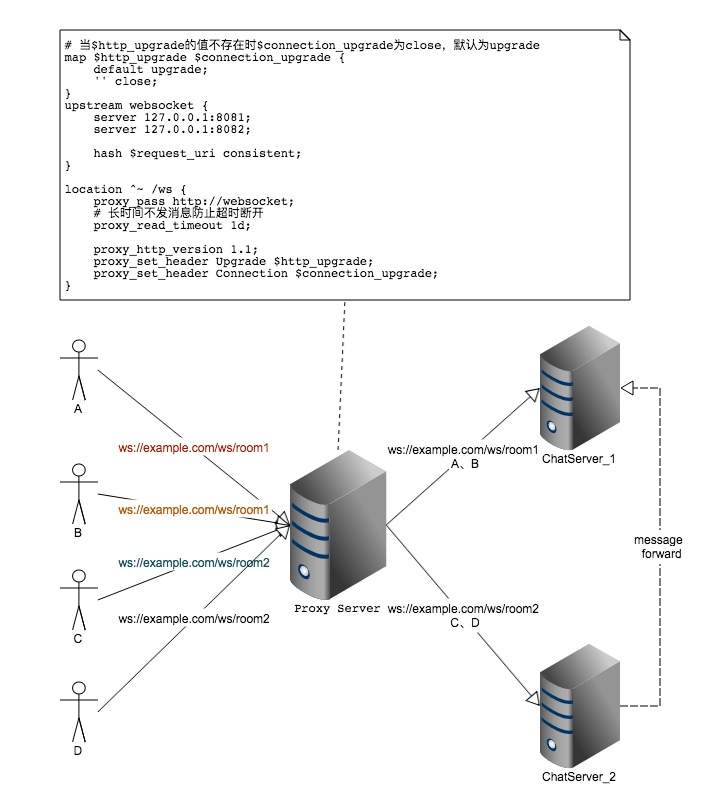 # 当$http_upgrade的值不存在时$connection_upgrade为close，默认为upgrade
map $http_upgrade $connection_upgrade {
    default upgrade;
    '' close;
}
upstream websocket {
    server 127.0.0.1:8081;
    server 127.0.0.1:8082;

    hash $request_uri consistent;
}

location ^~ /ws {
    proxy_pass http://websocket;
    # 长时间不发消息防止超时断开
    proxy_read_timeout 1d;

    proxy_http_version 1.1;
    proxy_set_header Upgrade $http_upgrade;
    proxy_set_header Connection $connection_upgrade;
}
A
ws://example.com/ws/room1
B
ws://example.com/ws/room1
C
ws://example.com/ws/room2
D
ws://example.com/ws/room2
Proxy Server
ws://example.com/ws/room1
A、B
ws://example.com/ws/room2
C、D
ChatServer_1
message
forward
ChatServer_2